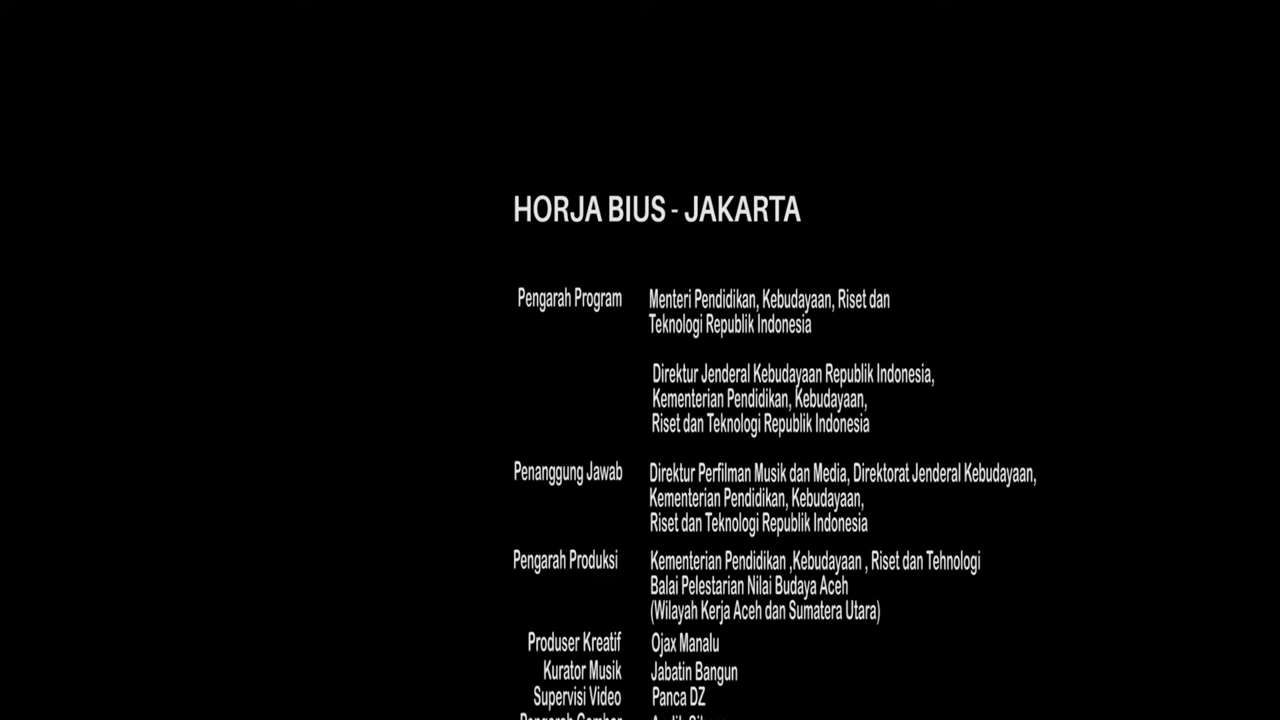 HORJA BIUS - JAKARTA
Pengarah Program Menteri Pendidikan, Kebudayaan, Riset dan
Teknologi Republik Indonesia
Direktur Jenderal Kebudayaan Republik Indonesia,
Kementerian Pendidikan, Kebudayaan,
Riset dan Teknologi Republik Indonesia
Penanggung Jawab Direktur Perfilman Musik dan Media, Direktorat Jenderal Kebudayaan,
Kementerian Pendidikan, Kebudayaan,
Riset dan Teknologi Republik Indonesia
Pengarah Produksi Kementerian Pendidikan ,Kebudayaan , Riset dan Tehnologi
Balai Pelestarian Nilai Budaya Aceh
(Wilayah Kerja Aceh dan Sumatera Utara)
Produser Kreatif Ojax Manalu
Kurator Musik Jabatin Bangun
Supervisi Video Panca DZ
Pengarah Gambar